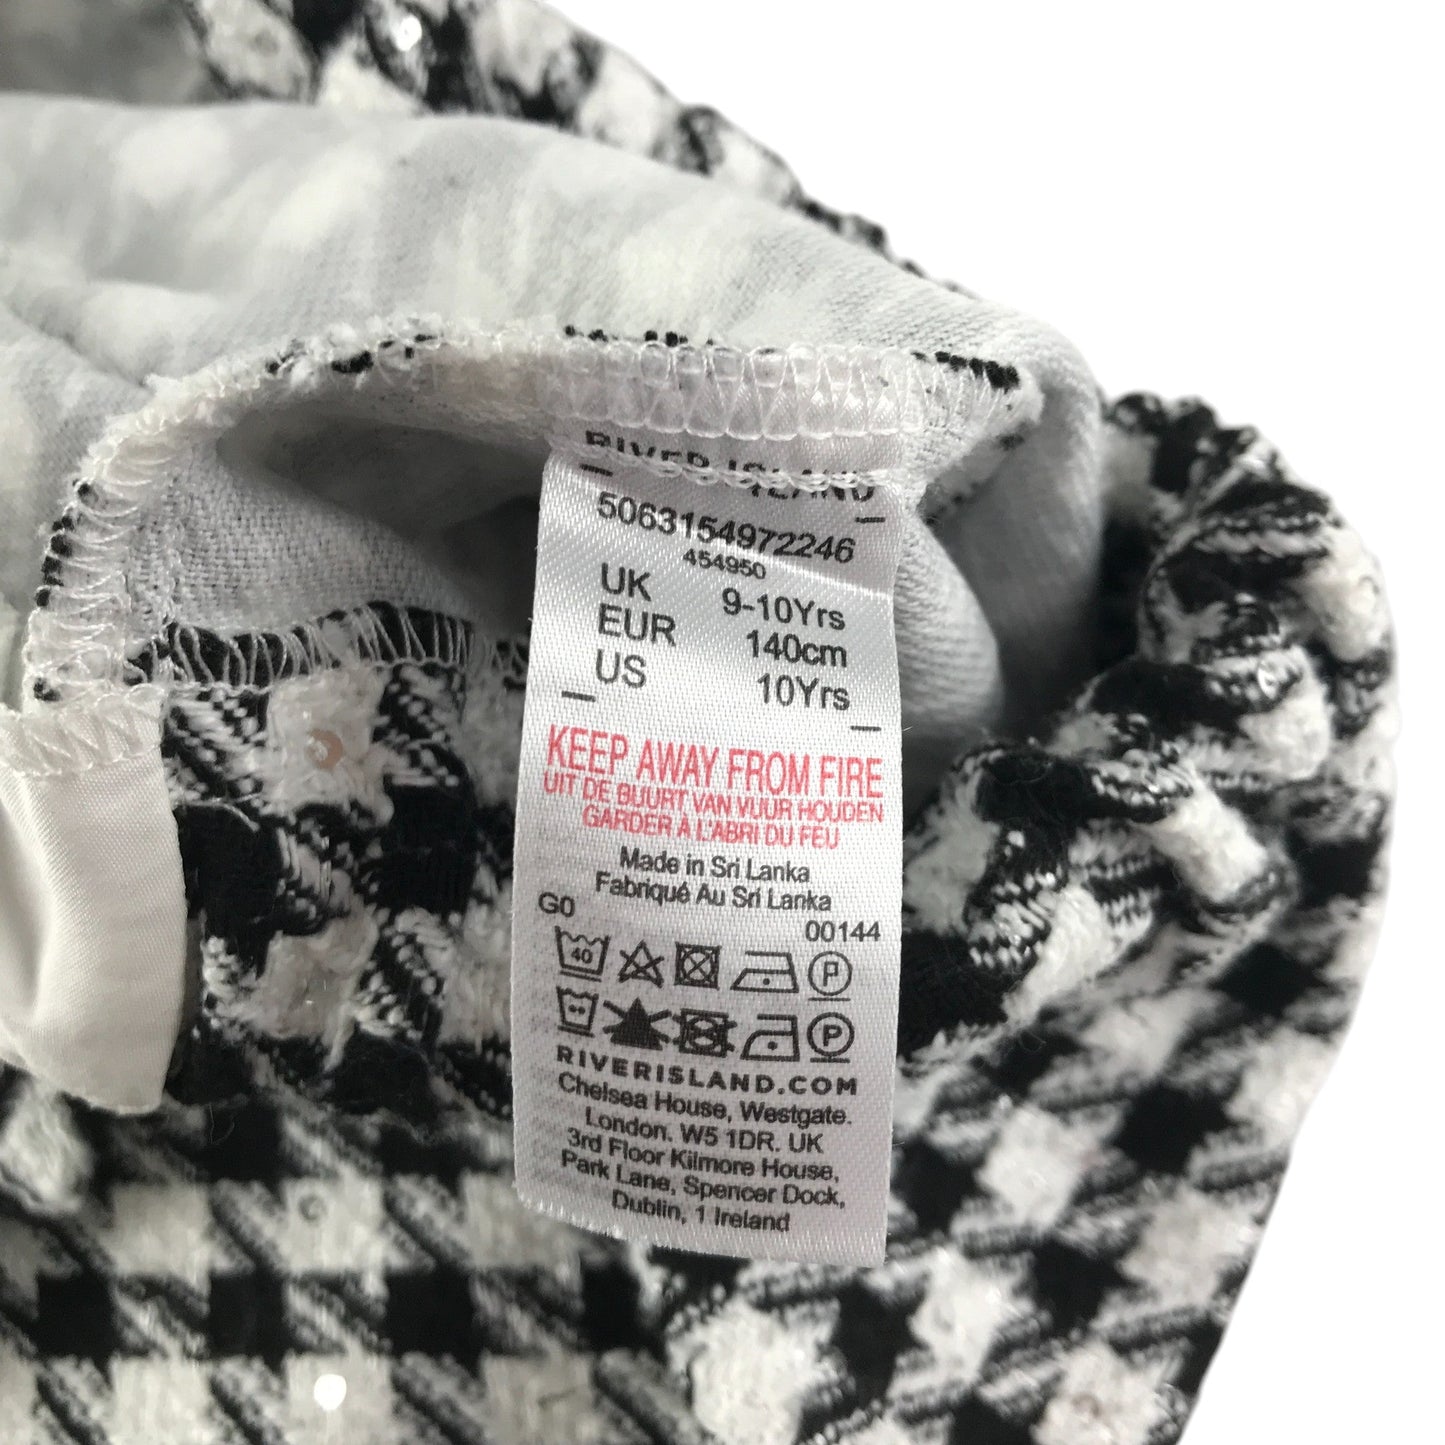 RIVER ISLAND
5063154972246
454950
UK 9-10Yrs
EUR 140cm
US 10Yrs
KEEP AWAY FROM FIRE
UIT DE BUURT VAN VUUR HOUDEN
GARDER À L'ABRI DU FEU
Made in Sri Lanka
Fabriqué Au Sri Lanka
G0 00144
40 P
P
RIVERISLAND.COM
Chelsea House, Westgate.
London. W5 1DR. UK
3rd Floor Kilmore House,
Park Lane, Spencer Dock,
Dublin, 1 Ireland